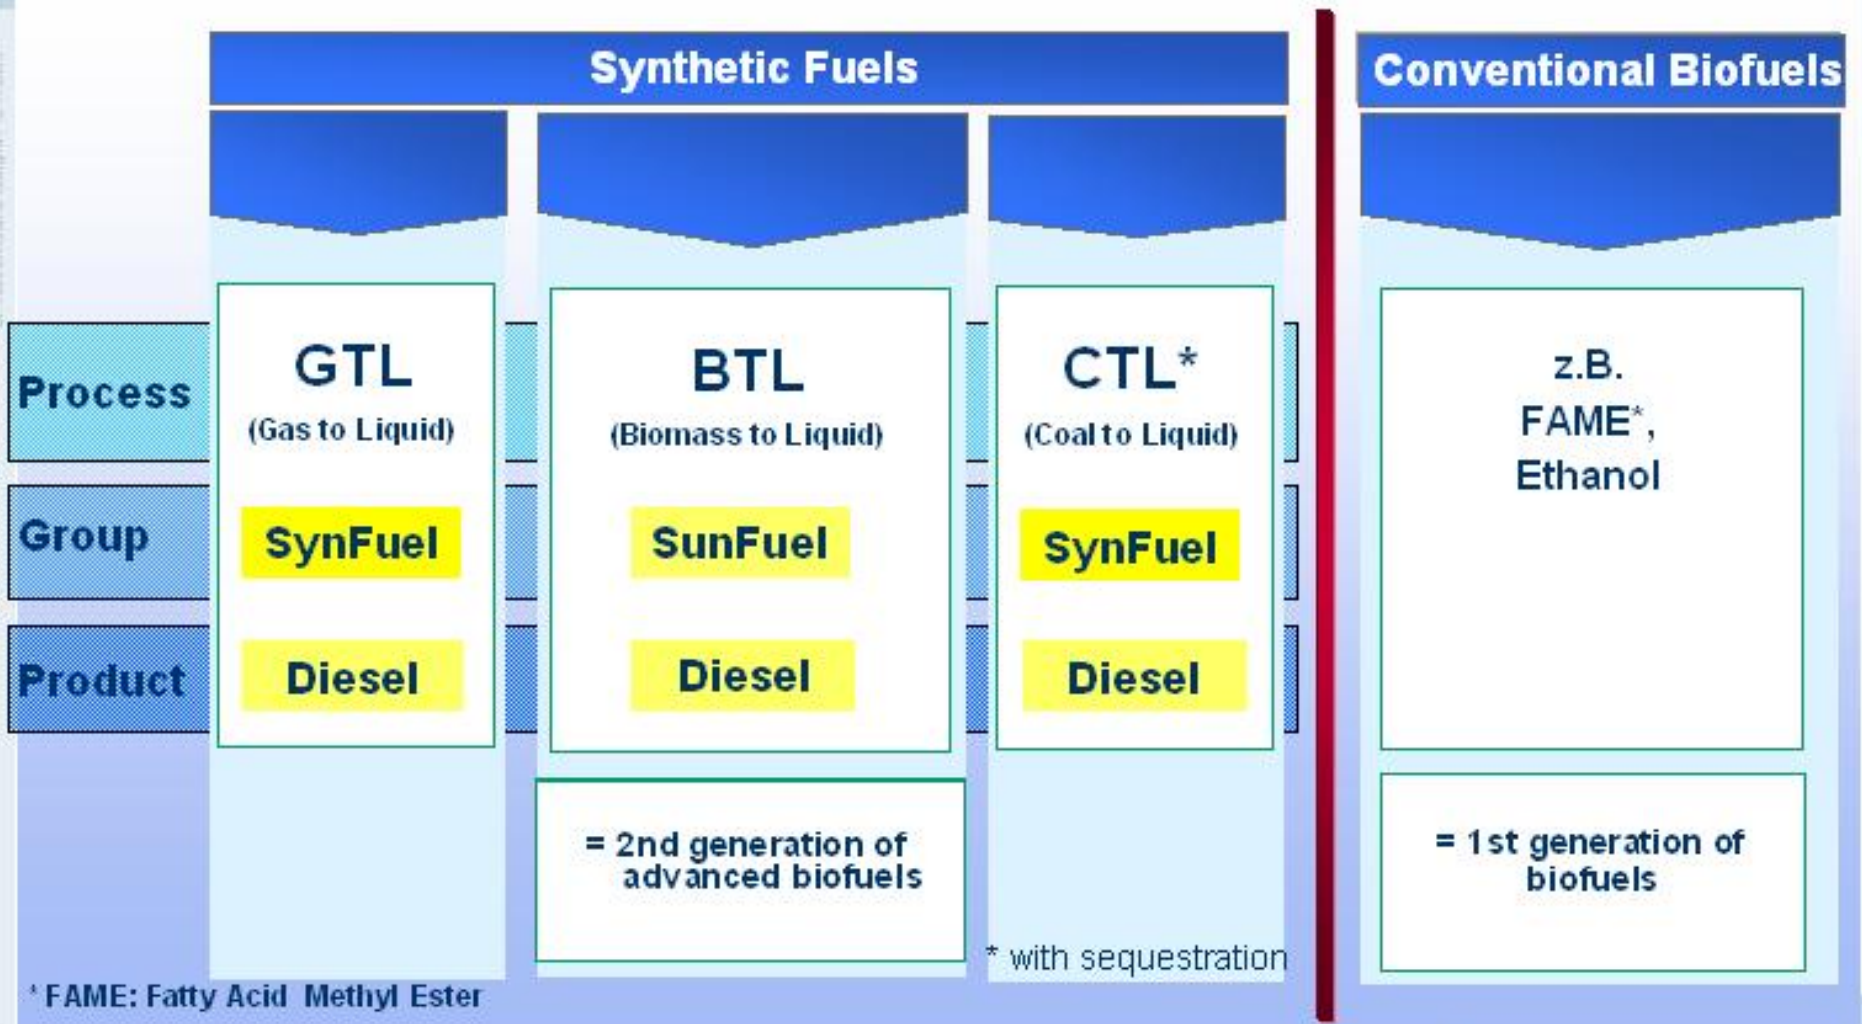 Synthetic Fuels
Conventional Biofuels
Process
GTL
(Gas to Liquid)
BTL
(Biomass to Liquid)
CTL*
(Coal to Liquid)
z.B.
FAME*,
Ethanol
Group
SynFuel
SunFuel
SynFuel
Product
Diesel
Diesel
Diesel
= 2nd generation of
advanced biofuels
= 1st generation of
biofuels
* with sequestration
* FAME: Fatty Acid Methyl Ester